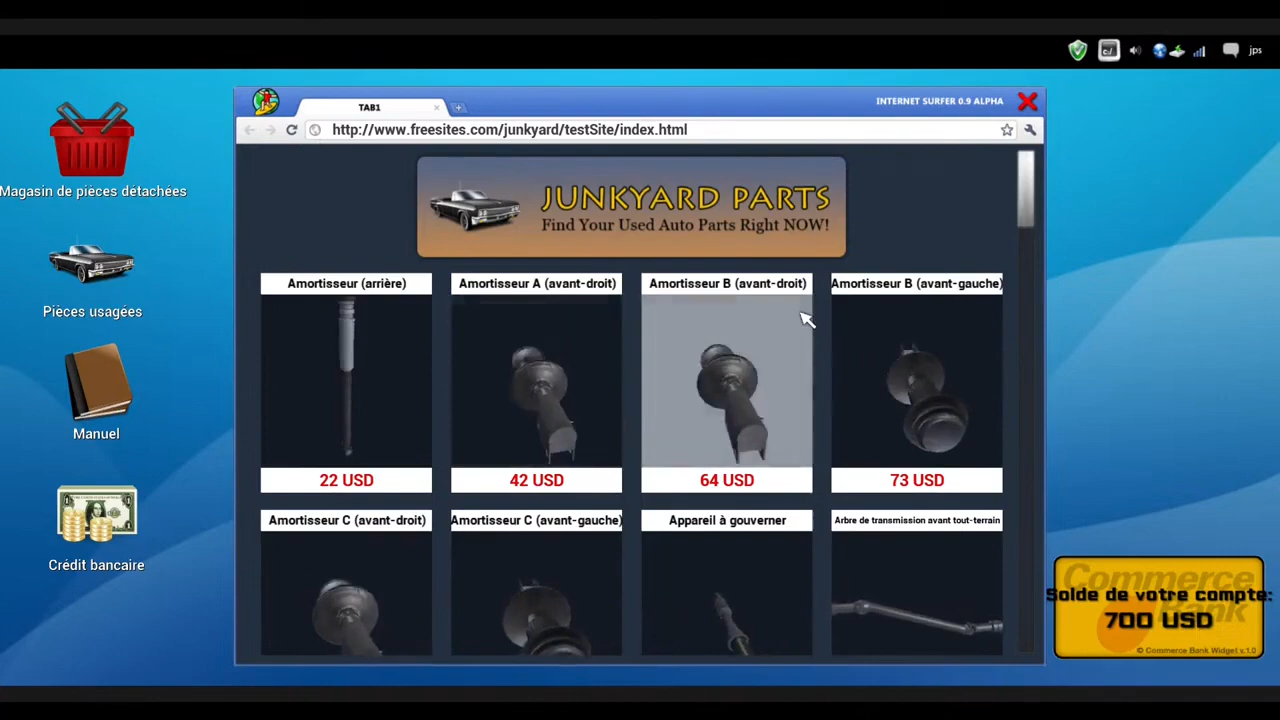 c:/
jps
TAB1
INTERNET SURFER 0.9 ALPHA
http://www.freesites.com/junkyard/testSite/index.html
Magasin de pièces détachées
Pièces usagées
Manuel
Crédit bancaire
JUNKYARD PARTS
Find Your Used Auto Parts Right NOW!
Amortisseur (arrière)
Amortisseur A (avant-droit)
Amortisseur B (avant-droit)
Amortisseur B (avant-gauche)
22 USD
42 USD
64 USD
73 USD
Amortisseur C (avant-droit)
Amortisseur C (avant-gauche)
Appareil à gouverner
Arbre de transmission avant tout-terrain
Commerce
Bank
Solde de votre compte:
700 USD
© Commerce Bank Widget v.1.0